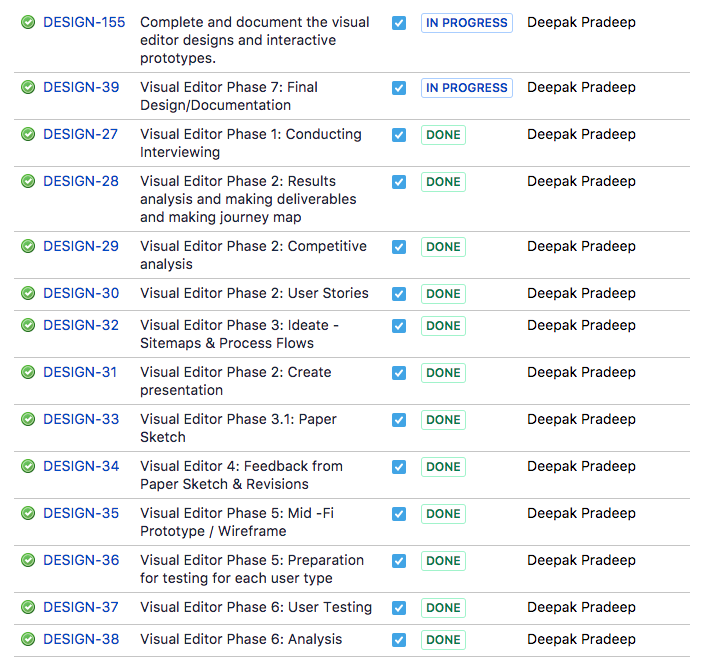 DESIGN-155 Complete and document the visual IN PROGRESS Deepak Pradeep
editor designs and interactive
prototypes.
DESIGN-39 Visual Editor Phase 7: Final IN PROGRESS Deepak Pradeep
Design/Documentation
DESIGN-27 Visual Editor Phase 1: Conducting DONE Deepak Pradeep
Interviewing
DESIGN-28 Visual Editor Phase 2: Results DONE Deepak Pradeep
analysis and making deliverables
and making journey map
DESIGN-29 Visual Editor Phase 2: Competitive DONE Deepak Pradeep
analysis
DESIGN-30 Visual Editor Phase 2: User Stories DONE Deepak Pradeep
DESIGN-32 Visual Editor Phase 3: Ideate - DONE Deepak Pradeep
Sitemaps & Process Flows
DESIGN-31 Visual Editor Phase 2: Create DONE Deepak Pradeep
presentation
DESIGN-33 Visual Editor Phase 3.1: Paper DONE Deepak Pradeep
Sketch
DESIGN-34 Visual Editor 4: Feedback from DONE Deepak Pradeep
Paper Sketch & Revisions
DESIGN-35 Visual Editor Phase 5: Mid -Fi DONE Deepak Pradeep
Prototype / Wireframe
DESIGN-36 Visual Editor Phase 5: Preparation DONE Deepak Pradeep
for testing for each user type
DESIGN-37 Visual Editor Phase 6: User Testing DONE Deepak Pradeep
DESIGN-38 Visual Editor Phase 6: Analysis DONE Deepak Pradeep